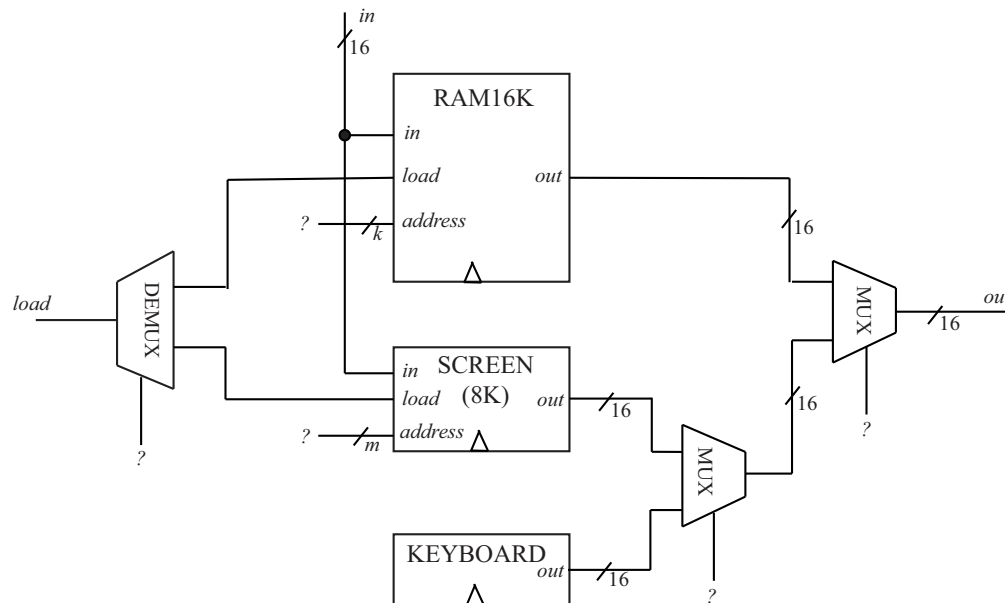 in
16
RAM16K
in
load
out
? k address
16
load
DEMUX
MUX
16
ou
SCREEN
(8K)
in
load
out
16
16
? m address
?
?
MUX
KEYBOARD
out
16
?